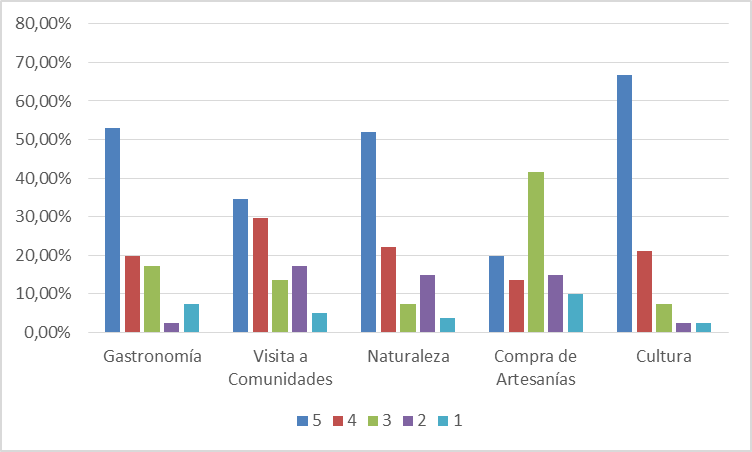 80,00%
70,00%
60,00%
50,00%
40,00%
30,00%
20,00%
10,00%
0,00%
Gastronomía
Visita a
Comunidades
Naturaleza
Compra de
Artesanías
Cultura
5 4 3 2 1